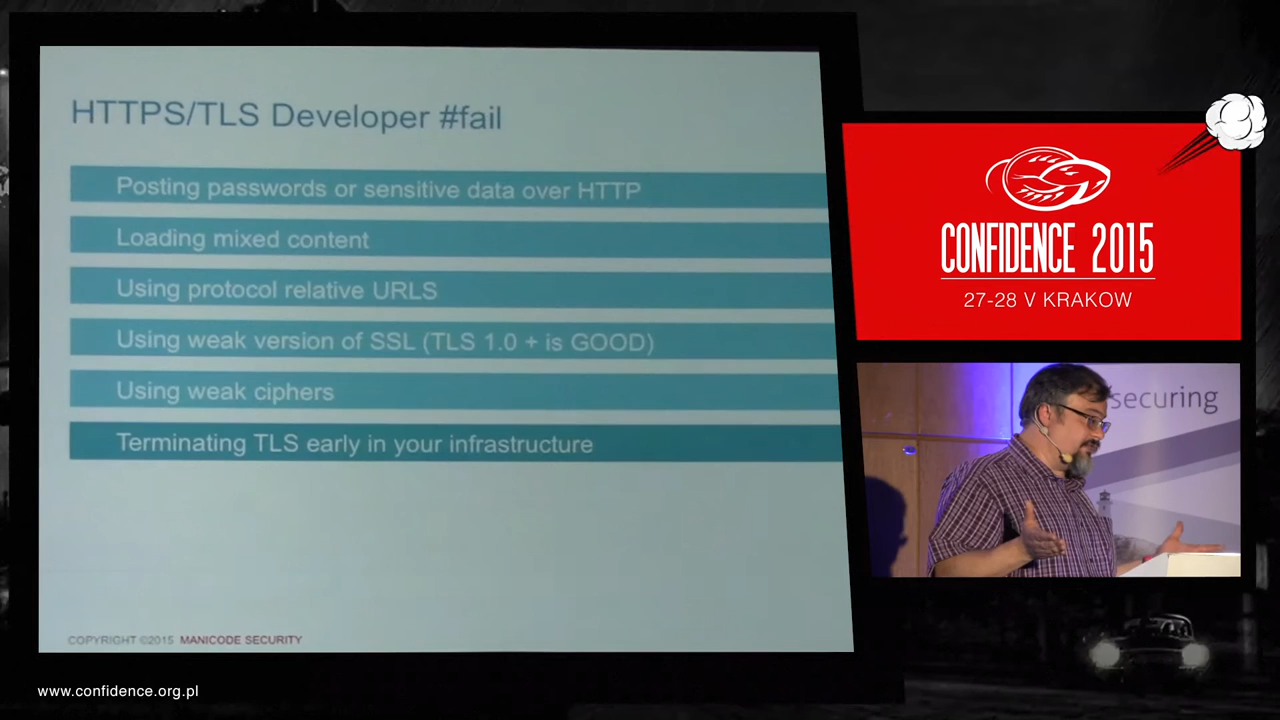 HTTPS/TLS Developer #fail
Posting passwords or sensitive data over HTTP
Loading mixed content
Using protocol relative URLS
Using weak version of SSL (TLS 1.0 + is GOOD)
Using weak ciphers
Terminating TLS early in your infrastructure
COPYRIGHT ©2015 MANICODE SECURITY
CONFIDENCE 2015
27-28 V KRAKOW
securing
www.confidence.org.pl